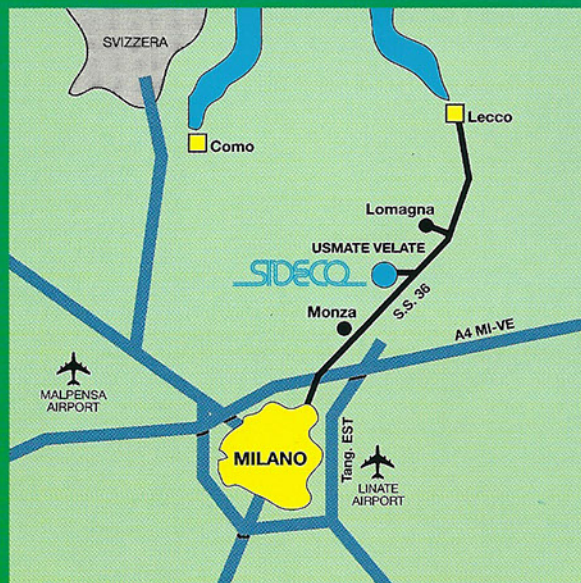 SVIZZERA
Como
Lecco
Lomagna
USMATE VELATE
SIDECO
Monza
S.S. 36
A4 MI-VE
MALPENSA
AIRPORT
MILANO
Tang. EST
LINATE
AIRPORT